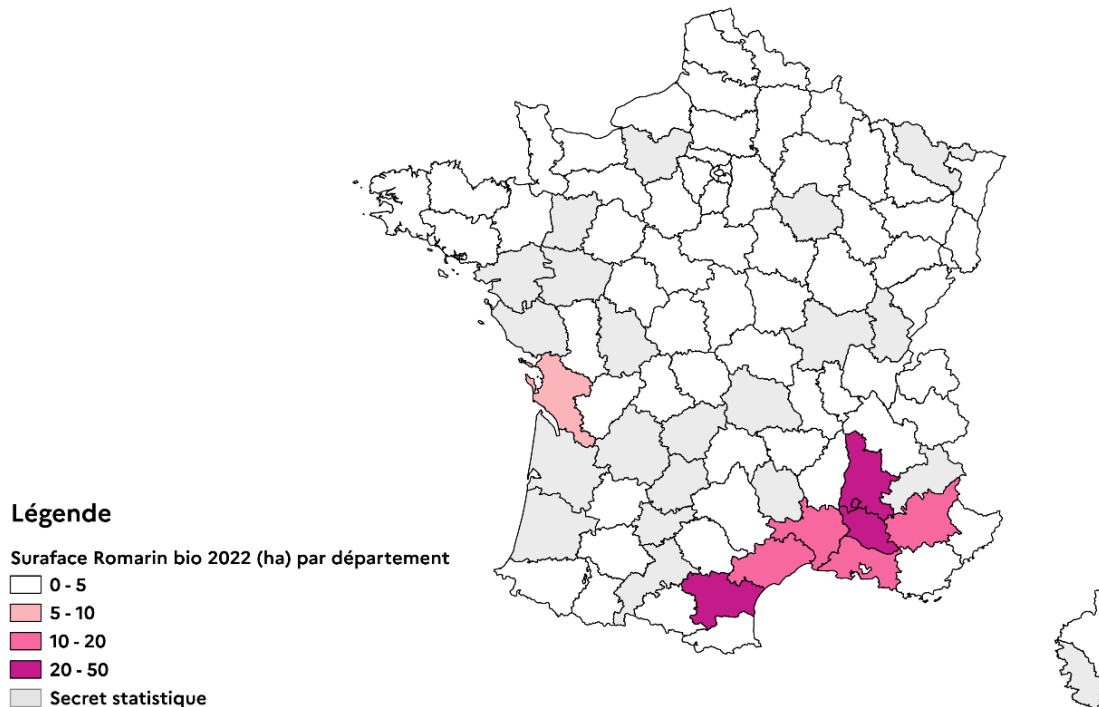 Légende
Suraface Romarin bio 2022 (ha) par département
0 - 5
5 - 10
10 - 20
20 - 50
Secret statistique